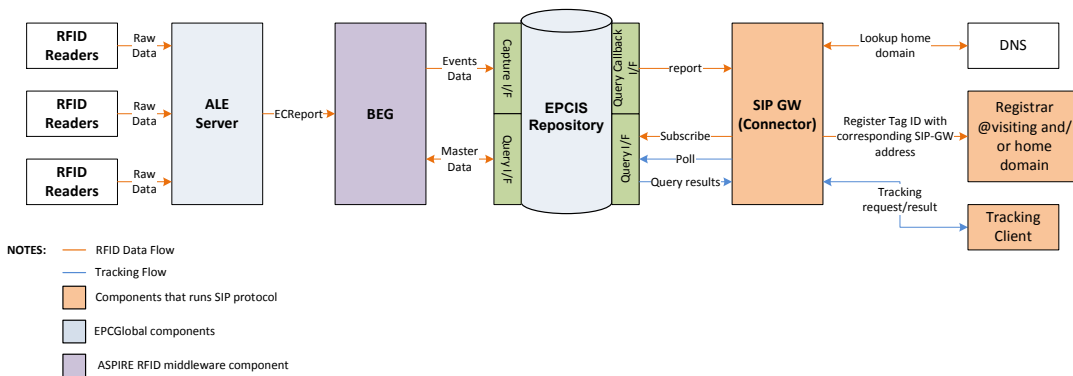 RFID
Readers
Raw
Data
RFID
Readers
Raw
Data
RFID
Readers
Raw
Data
ALE
Server
ECReport
BEG
Events
Data
Master
Data
Capture I/F
Query I/F
EPCIS
Repository
Query Callback
I/F
Query I/F
report
Subscribe
Poll
Query results
SIP GW
(Connector)
Lookup home
domain
DNS
Register Tag ID with
corresponding SIP-GW
address
Registrar
@visiting and/
or home
domain
Tracking
request/result
Tracking
Client
NOTES:
RFID Data Flow
Tracking Flow
Components that runs SIP protocol
EPCGlobal components
ASPIRE RFID middleware component